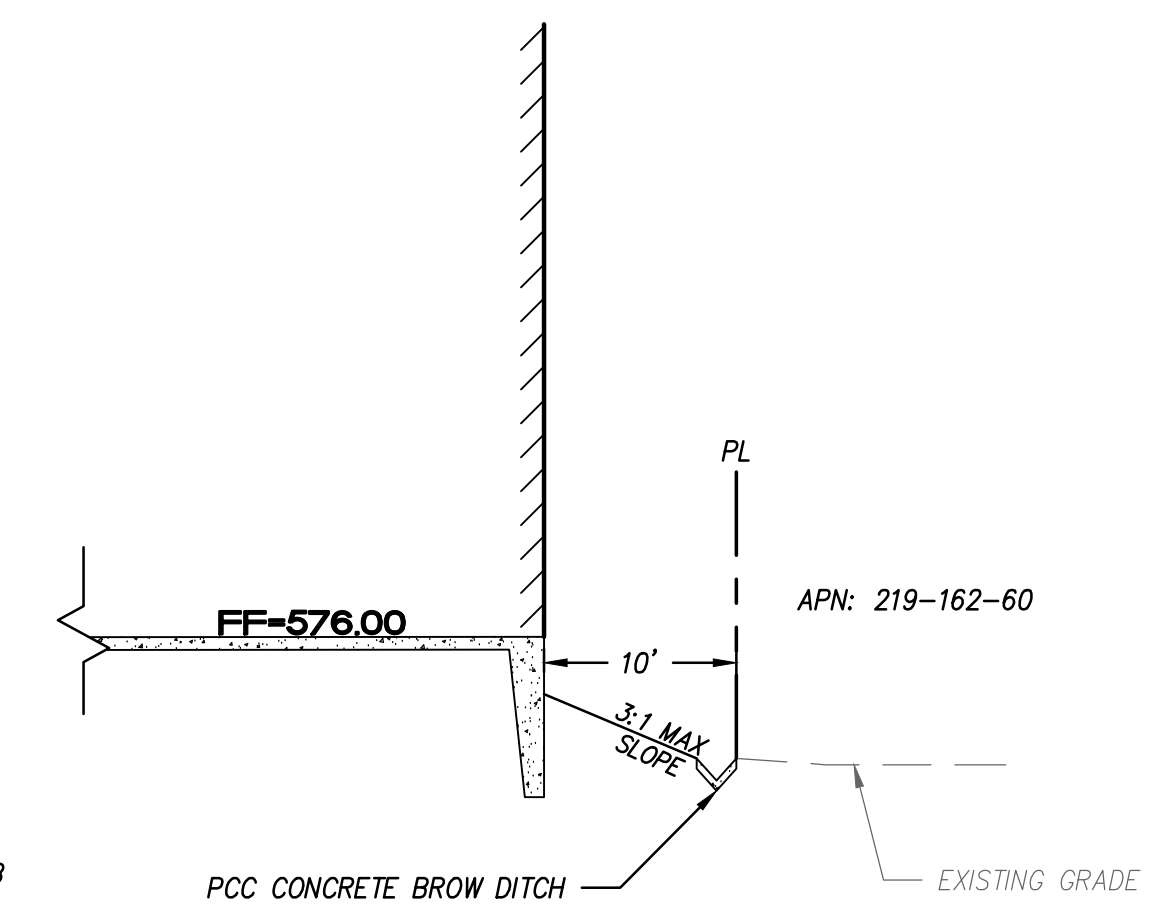 PL
APN: 219-162-60
FF=576.00
10'
3:1 MAX
SLOPE
PCC CONCRETE BROW DITCH
EXISTING GRADE